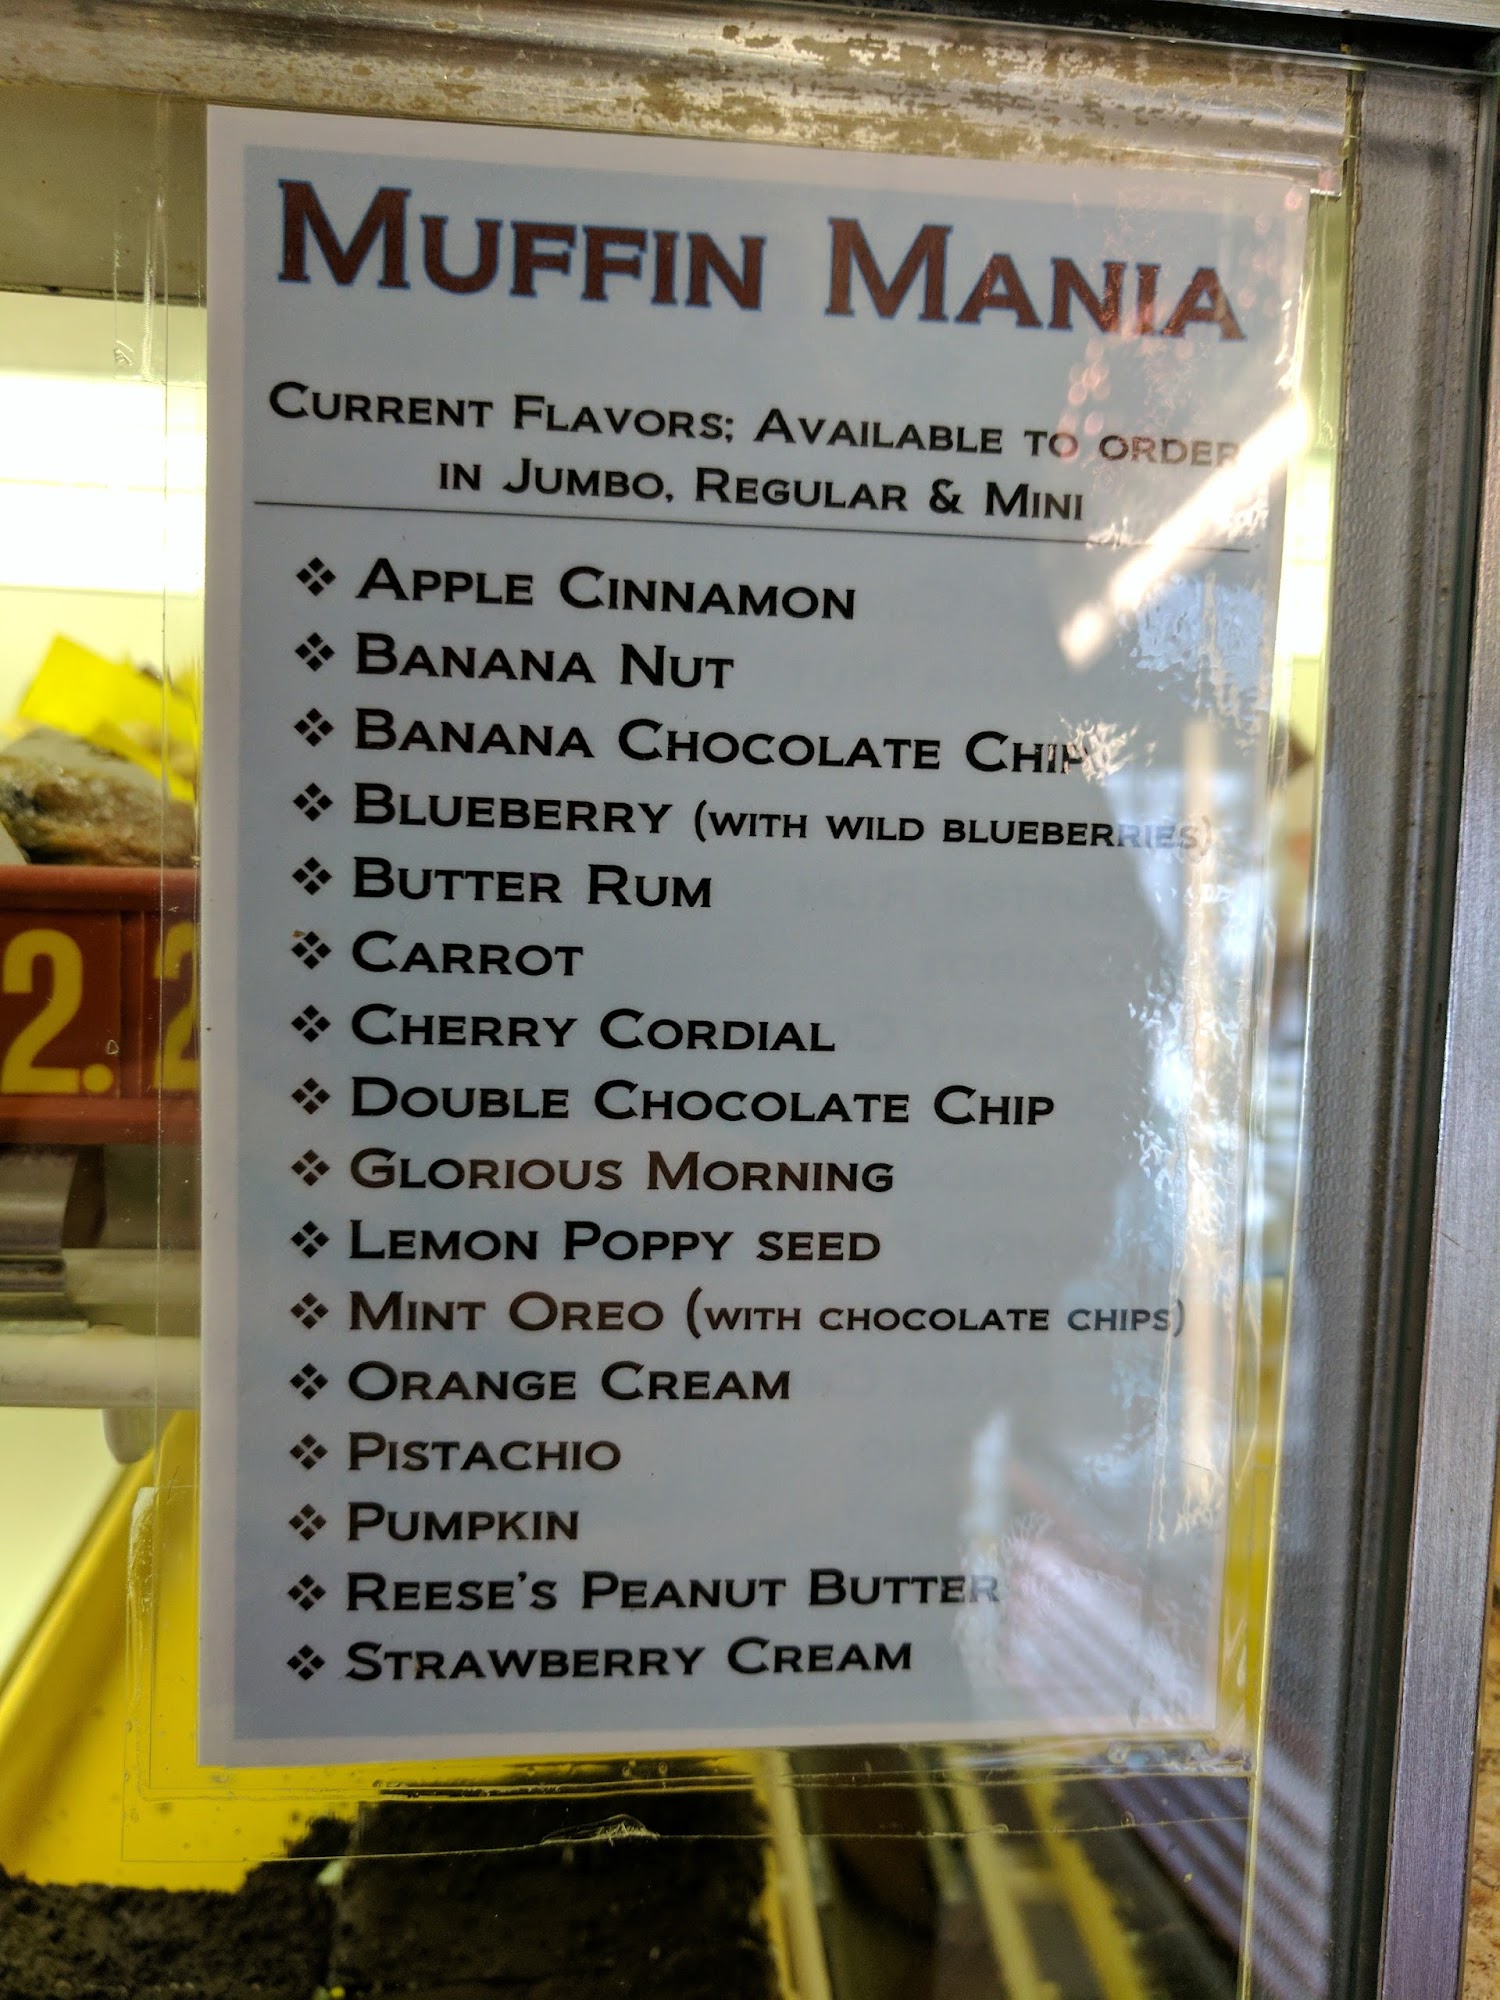 MUFFIN MANIA
CURRENT FLAVORS; AVAILABLE TO ORDER
IN JUMBO, REGULAR & MINI
❖ APPLE CINNAMON
❖ BANANA NUT
❖ BANANA CHOCOLATE CHIP
❖ BLUEBERRY (WITH WILD BLUEBERRIES)
❖ BUTTER RUM
❖ CARROT
❖ CHERRY CORDIAL
❖ DOUBLE CHOCOLATE CHIP
❖ GLORIOUS MORNING
❖ LEMON POPPY SEED
❖ MINT OREO (WITH CHOCOLATE CHIPS)
❖ ORANGE CREAM
❖ PISTACHIO
❖ PUMPKIN
❖ REESE'S PEANUT BUTTER
❖ STRAWBERRY CREAM
2.